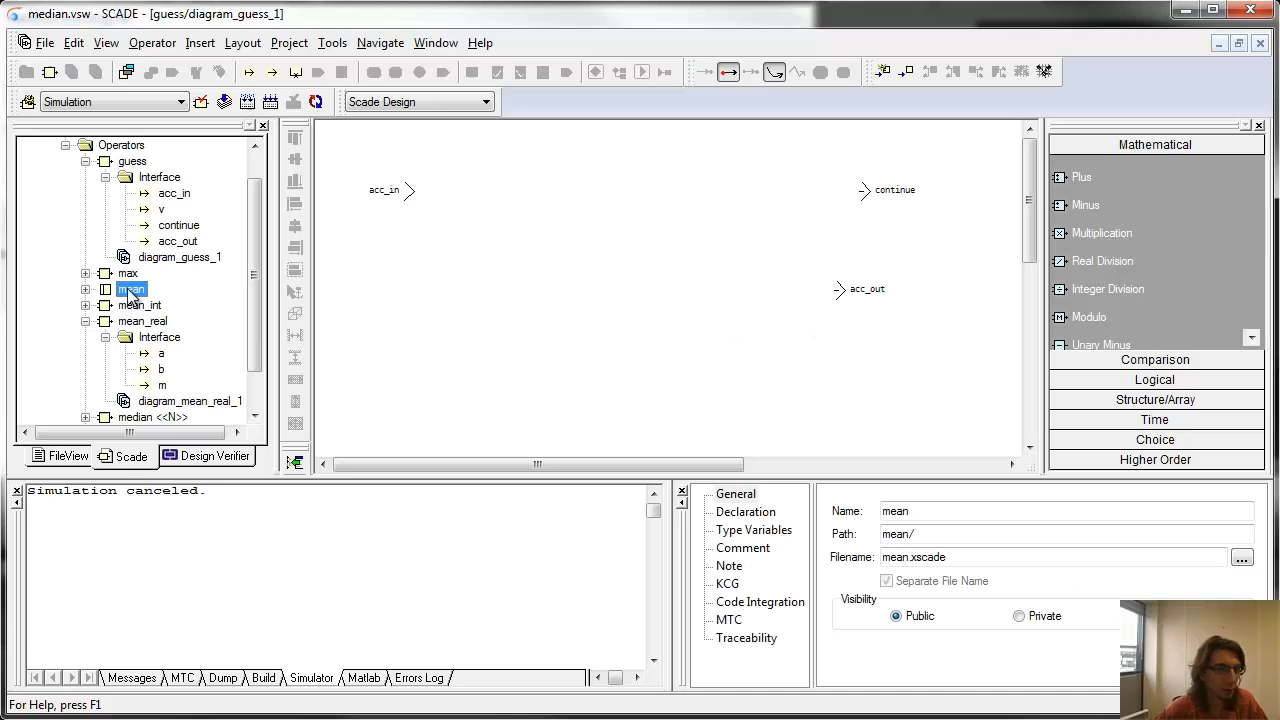 median.vsw - SCADE - [guess/diagram_guess_1]
File Edit View Operator Insert Layout Project Tools Navigate Window Help
Simulation Scade Design
Operators
guess
Interface
acc_in
v
continue
acc_out
diagram_guess_1
max
mean
mean_int
mean_real
Interface
a
b
m
diagram_mean_real_1
median <<N>>
FileView Scade Design Verifier
acc_in
continue
acc_out
Mathematical
Plus
Minus
Multiplication
Real Division
Integer Division
Modulo
Unary Minus
Comparison
Logical
Structure/Array
Time
Choice
Higher Order
Simulation canceled.
Messages MTC Dump Build Simulator Matlab Errors Log
General
Declaration
Type Variables
Comment
Note
KCG
Code Integration
MTC
Traceability
Name: mean
Path: mean/
Filename: mean.xscade ...
Separate File Name
Visibility
Public Private
For Help, press F1